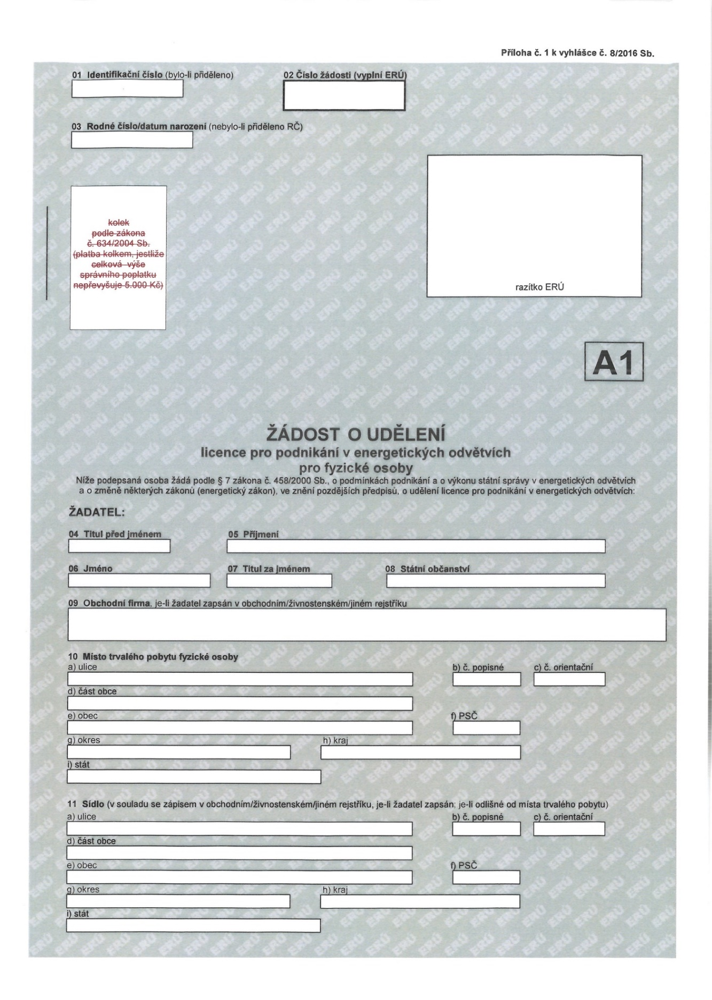 Příloha č. 1 k vyhlášce č. 8/2016 Sb.
01 Identifikační číslo (bylo-li přiděleno)
02 Číslo žádosti (vyplní ERÚ)
03 Rodné číslo/datum narození (nebylo-li přiděleno RČ)
kolek
podle zákona
č. 634/2004 Sb.
(platba kolkem, jestliže
celková výše
správního poplatku
nepřevyšuje 5.000 Kč)
razítko ERÚ
A1
ŽÁDOST O UDĚLENÍ
licence pro podnikání v energetických odvětvích
pro fyzické osoby
Níže podepsaná osoba žádá podle § 7 zákona č. 458/2000 Sb., o podmínkách podnikání a o výkonu státní správy v energetických odvětvích
a o změně některých zákonů (energetický zákon), ve znění pozdějších předpisů, o udělení licence pro podnikání v energetických odvětvích:
ŽADATEL:
04 Titul před jménem
05 Příjmení
06 Jméno
07 Titul za jménem
08 Státní občanství
09 Obchodní firma, je-li žadatel zapsán v obchodním/živnostenském/jiném rejstříku
10 Místo trvalého pobytu fyzické osoby
a) ulice
b) č. popisné
c) č. orientační
d) část obce
e) obec
f) PSČ
g) okres
h) kraj
i) stát
11 Sídlo (v souladu se zápisem v obchodním/živnostenském/jiném rejstříku, je-li žadatel zapsán; je-li odlišné od místa trvalého pobytu)
a) ulice
b) č. popisné
c) č. orientační
d) část obce
e) obec
f) PSČ
g) okres
h) kraj
i) stát